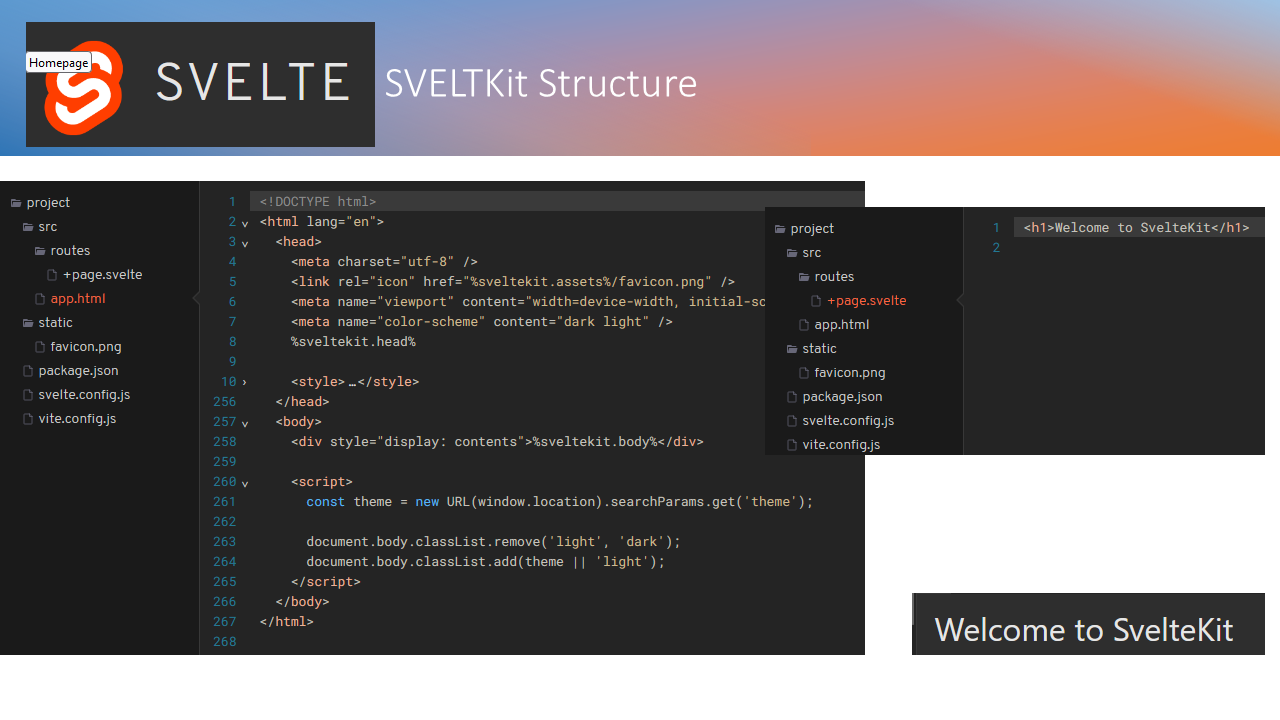 Homepage
SVELTE
SVELTKit Structure
project
src
routes
+page.svelte
app.html
static
favicon.png
package.json
svelte.config.js
vite.config.js
1 <!DOCTYPE html>
2 <html lang="en">
3 <head>
4 <meta charset="utf-8" />
5 <link rel="icon" href="%sveltekit.assets%/favicon.png" />
6 <meta name="viewport" content="width=device-width, initial-sc
7 <meta name="color-scheme" content="dark light" />
8 %sveltekit.head%
9
10 <style>…</style>
256 </head>
257 <body>
258 <div style="display: contents">%sveltekit.body%</div>
259
260 <script>
261 const theme = new URL(window.location).searchParams.get('theme');
262
263 document.body.classList.remove('light', 'dark');
264 document.body.classList.add(theme || 'light');
265 </script>
266 </body>
267 </html>
268
project
src
routes
+page.svelte
app.html
static
favicon.png
package.json
svelte.config.js
vite.config.js
1 <h1>Welcome to SvelteKit</h1>
2
Welcome to SvelteKit